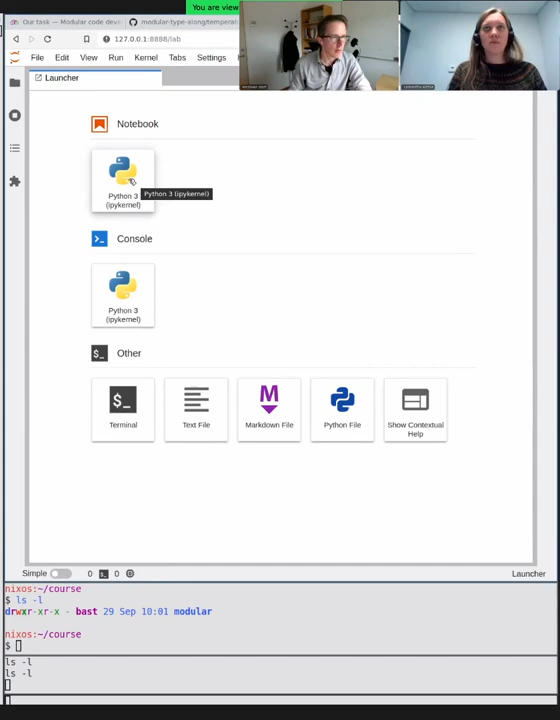 You are view
Our task — Modular code deve
modular-type-along/tempera
127.0.0.1:8888/lab
File Edit View Run Kernel Tabs Settings H
Launcher
Notebook
Python 3
(ipykernel)
Python 3 (ipykernel)
Console
Python 3
(ipykernel)
$_ Other
$_
M
Terminal
Text File
Markdown File
Python File
Show Contextual
Help
Simple
0
$_
0
Launcher
nixos:~/course
$ ls -l
drwxr-xr-x - bast 29 Sep 10:01 modular
nixos:~/course
$
ls -l
ls -l